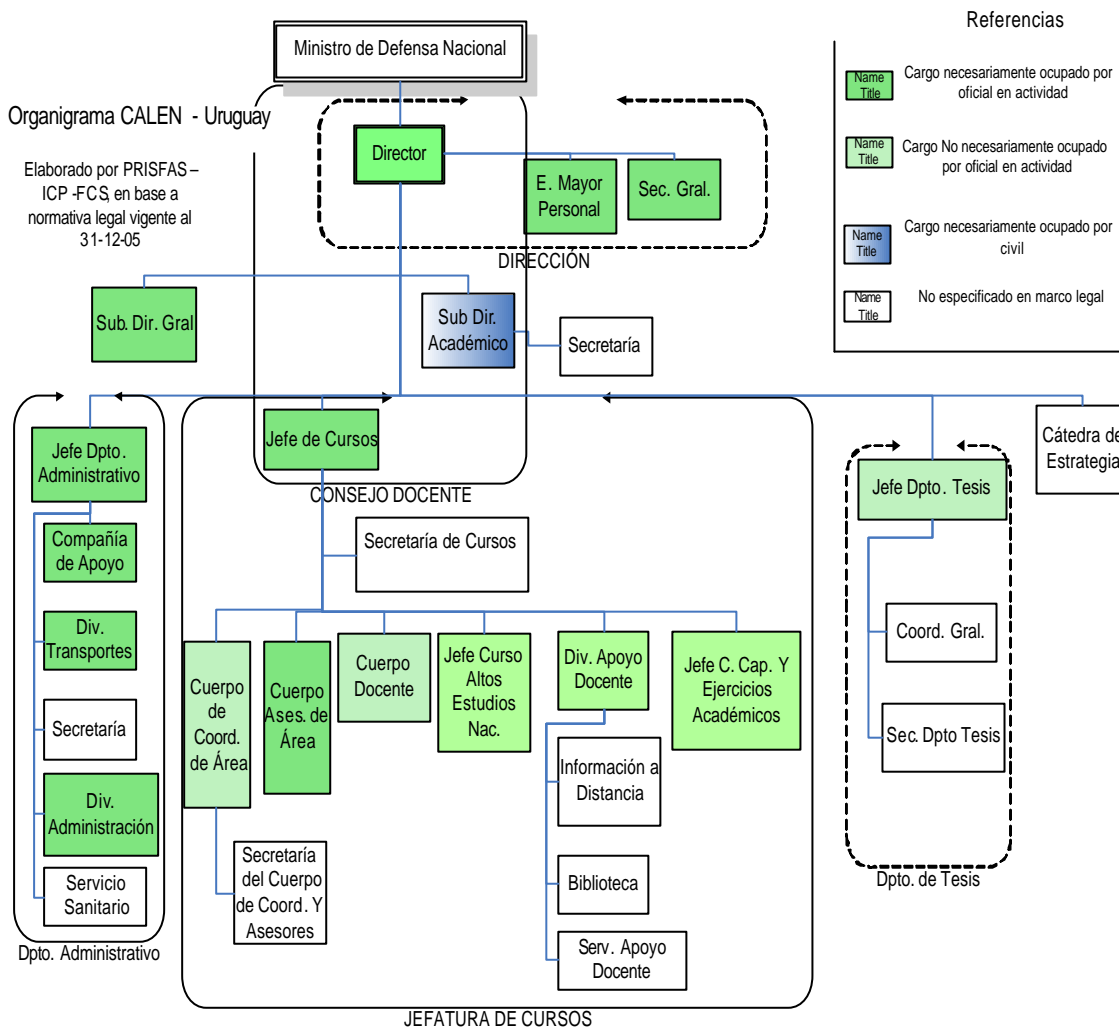 Referencias
Name
Title
Cargo necesariamente ocupado por
oficial en actividad
Name
Title
Cargo No necesariamente ocupado
por oficial en actividad
Name
Title
Cargo necesariamente ocupado por
civil
Name
Title
No especificado en marco legal
Ministro de Defensa Nacional
Organigrama CALEN - Uruguay
Elaborado por PRISFAS –
ICP -FCS, en base a
normativa legal vigente al
31-12-05
Director
E. Mayor
Personal
Sec. Gral.
DIRECCIÓN
Sub. Dir. Gral
Sub Dir.
Académico
Secretaría
Jefe Dpto.
Administrativo
Compañía
de Apoyo
Div.
Transportes
Secretaría
Div.
Administración
Servicio
Sanitario
Dpto. Administrativo
Jefe de Cursos
CONSEJO DOCENTE
Secretaría de Cursos
Cuerpo
de
Coord.
de Área
Cuerpo
Ases. de
Área
Cuerpo
Docente
Jefe Curso
Altos
Estudios
Nac.
Div. Apoyo
Docente
Jefe C. Cap. Y
Ejercicios
Académicos
Secretaría
del Cuerpo
de Coord. Y
Asesores
Información a
Distancia
Biblioteca
Serv. Apoyo
Docente
JEFATURA DE CURSOS
Jefe Dpto. Tesis
Coord. Gral.
Sec. Dpto Tesis
Dpto. de Tesis
Cátedra de
Estrategia